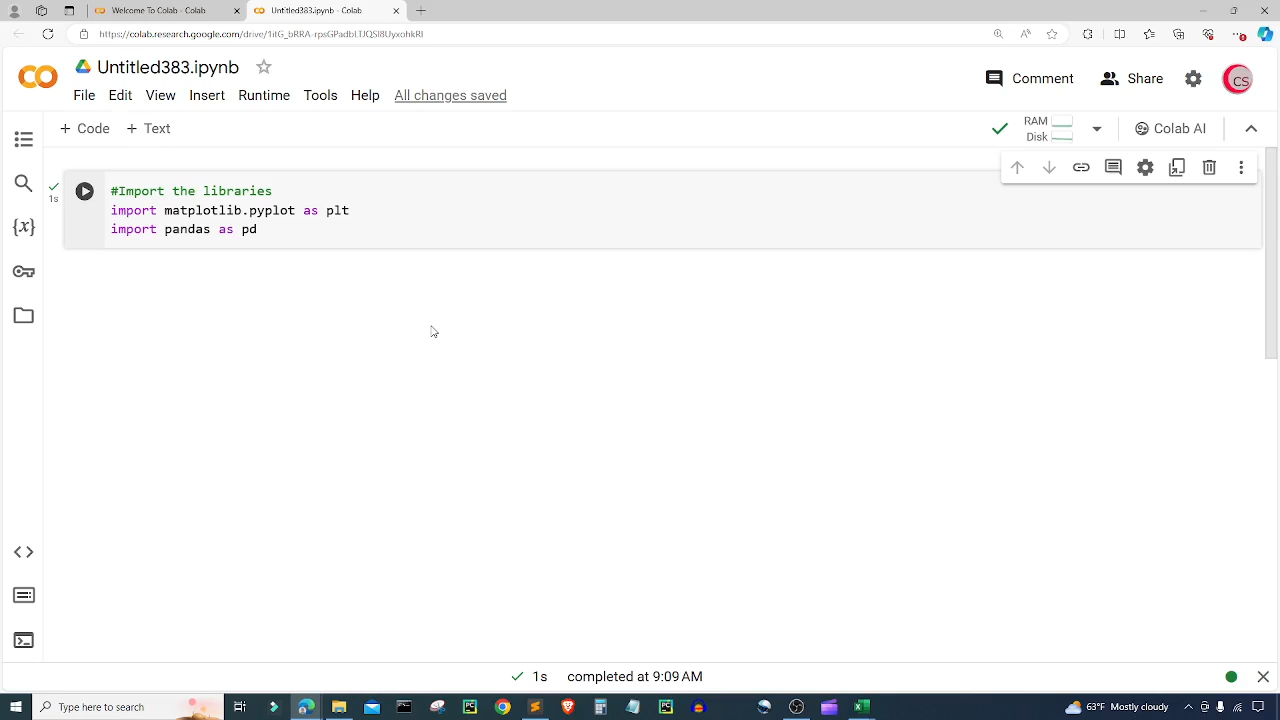 Welcome To Colab - Colab
Untitled383.ipynb - Colab
Untitled383.ipynb
File Edit View Insert Runtime Tools Help All changes saved
Comment
Share
CS
+ Code + Text
RAM
Disk
Colab AI
{x}
1s
#Import the libraries
import matplotlib.pyplot as plt
import pandas as pd
1s completed at 9:09 AM
Type here to search
63°F Mostly cloudy